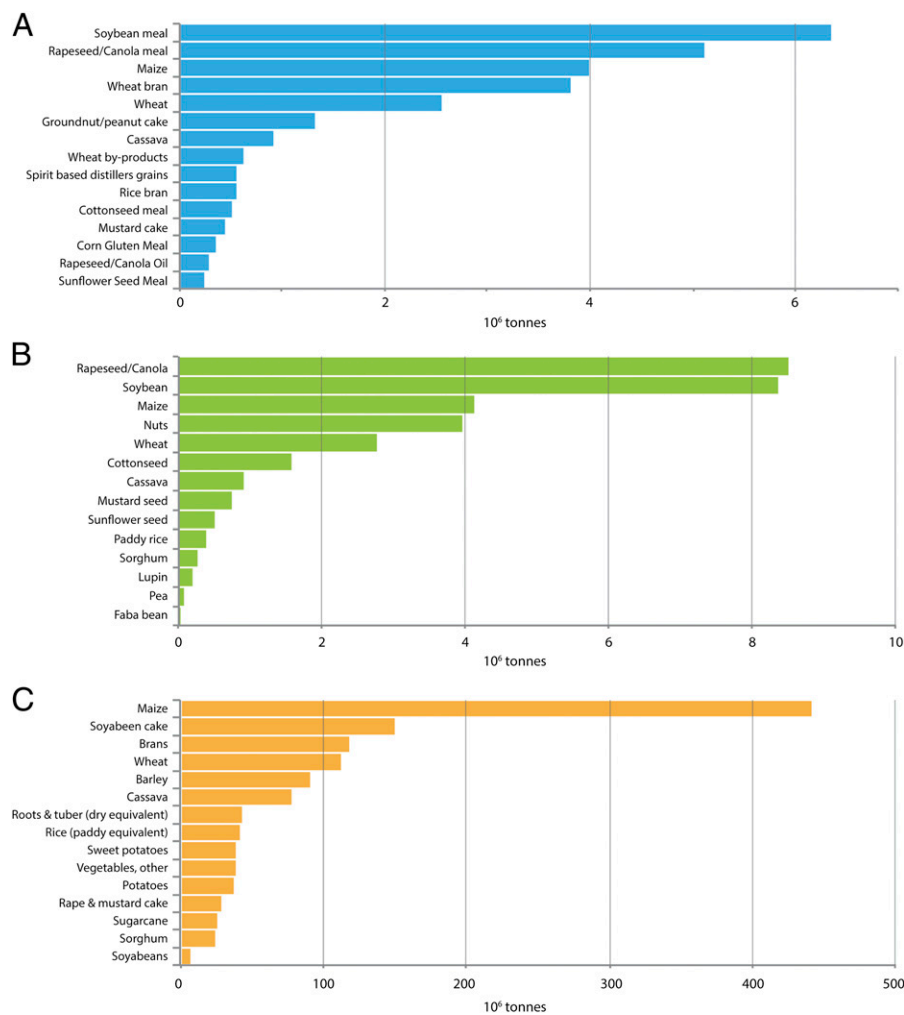 A
Soybean meal
Rapeseed/Canola meal
Maize
Wheat bran
Wheat
Groundnut/peanut cake
Cassava
Wheat by-products
Spirit based distillers grains
Rice bran
Cottonseed meal
Mustard cake
Corn Gluten Meal
Rapeseed/Canola Oil
Sunflower Seed Meal
0 2 4 6
10⁶ tonnes
B
Rapeseed/Canola
Soybean
Maize
Nuts
Wheat
Cottonseed
Cassava
Mustard seed
Sunflower seed
Paddy rice
Sorghum
Lupin
Pea
Faba bean
0 2 4 6 8 10
10⁶ tonnes
C
Maize
Soyabeen cake
Brans
Wheat
Barley
Cassava
Roots & tuber (dry equivalent)
Rice (paddy equivalent)
Sweet potatoes
Vegetables, other
Potatoes
Rape & mustard cake
Sugarcane
Sorghum
Soyabeans
0 100 200 300 400 500
10⁶ tonnes